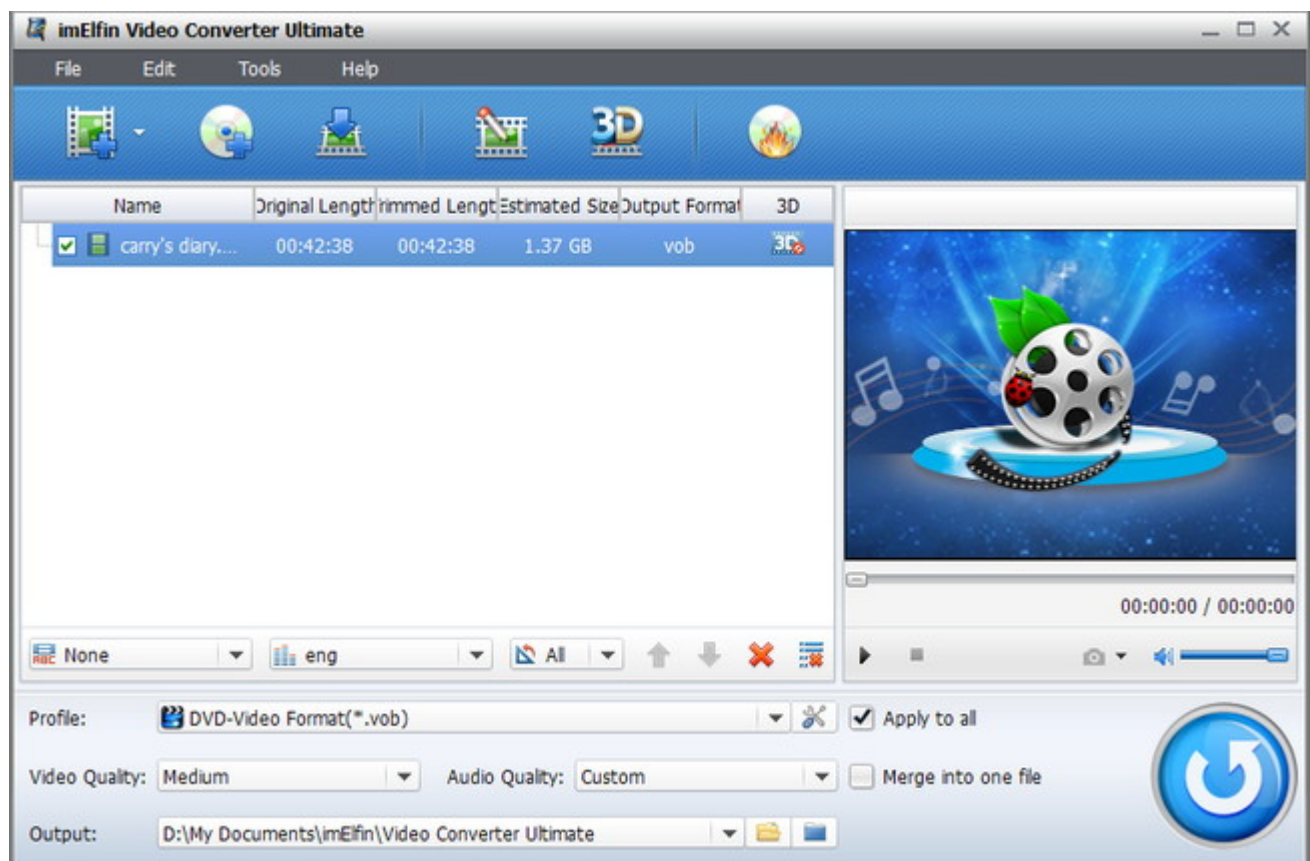 imElfin Video Converter Ultimate
File Edit Tools Help
3D
Name Original Length Trimmed Lengt Estimated Size Output Format 3D
carry's diary.... 00:42:38 00:42:38 1.37 GB vob 3D
00:00:00 / 00:00:00
ABC None eng All
Profile: DVD-Video Format(*.vob) Apply to all
Video Quality: Medium Audio Quality: Custom Merge into one file
Output: D:\My Documents\imElfin\Video Converter Ultimate